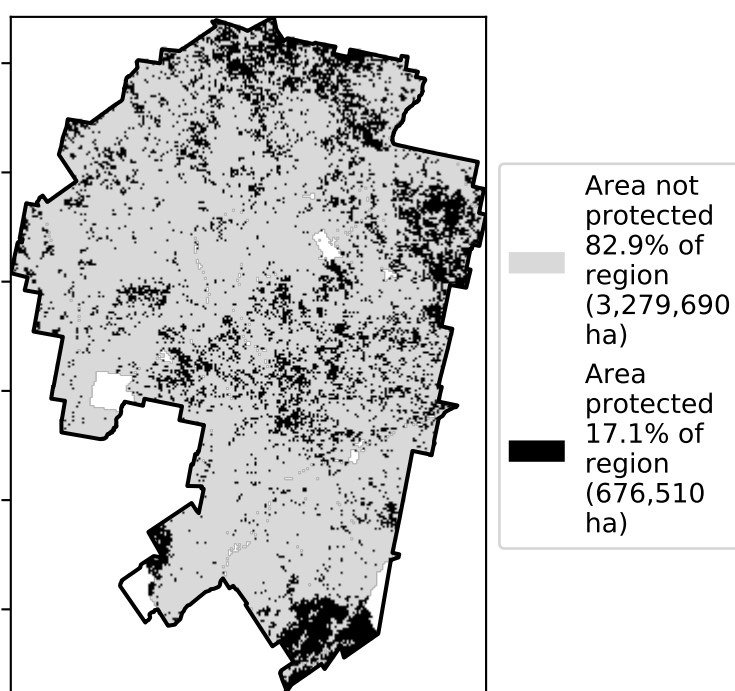 Area not
protected
82.9% of
region
(3,279,690
ha)
Area
protected
17.1% of
region
(676,510
ha)